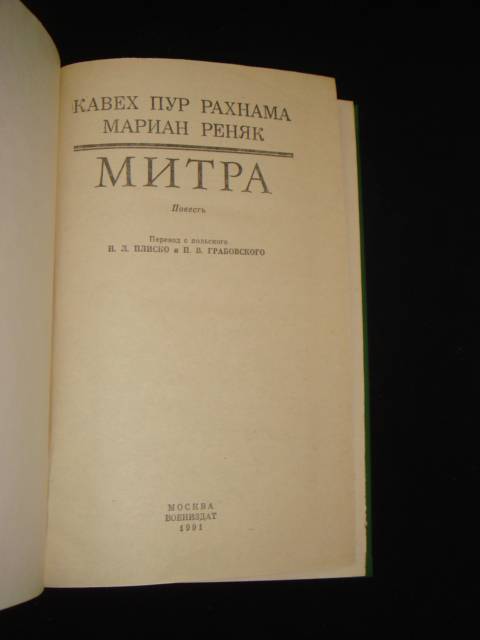 КАВЕХ ПУР РАХНАМА
МАРИАН РЕНЯК
МИТРА
Повесть
Перевод с польского
И. Л. ПЛИСКО и П. В. ГРАБОВСКОГО
МОСКВА
ВОЕНИЗДАТ
1991